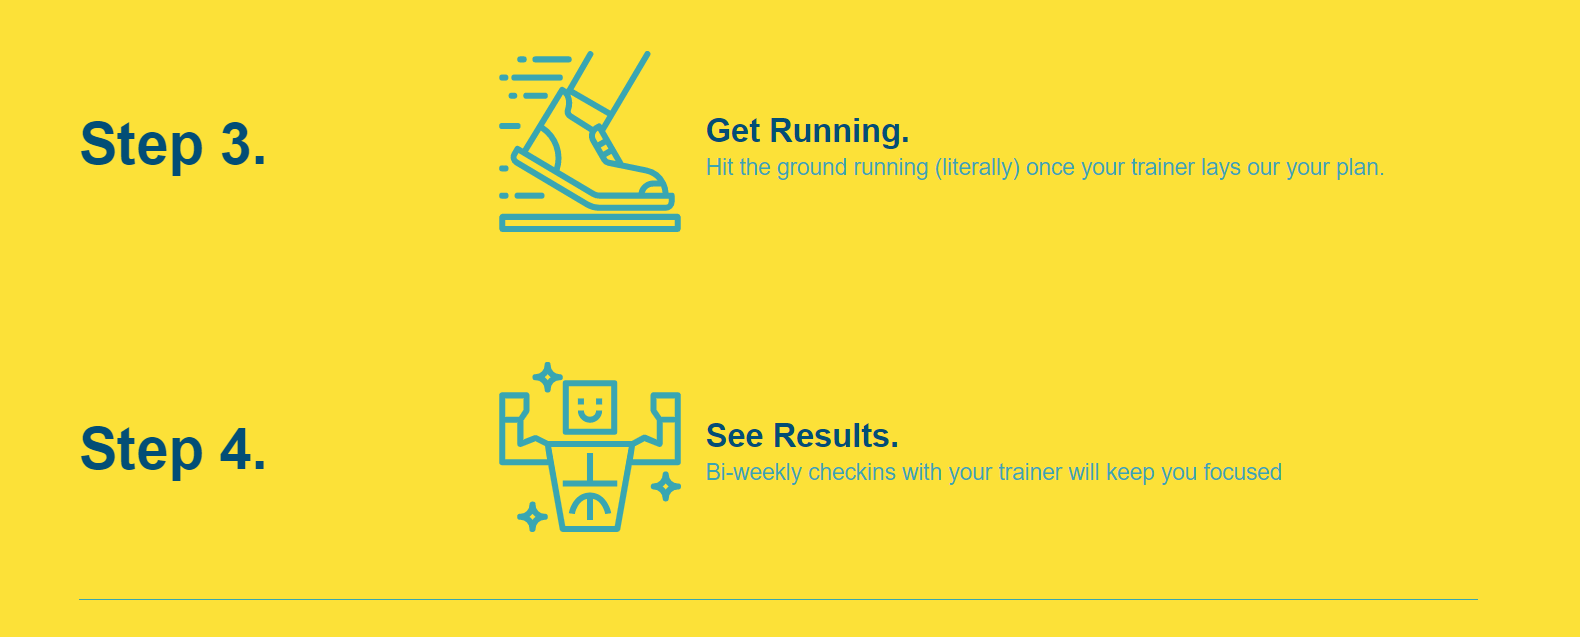 Step 3.
Get Running.
Hit the ground running (literally) once your trainer lays our your plan.
Step 4.
See Results.
Bi-weekly checkins with your trainer will keep you focused